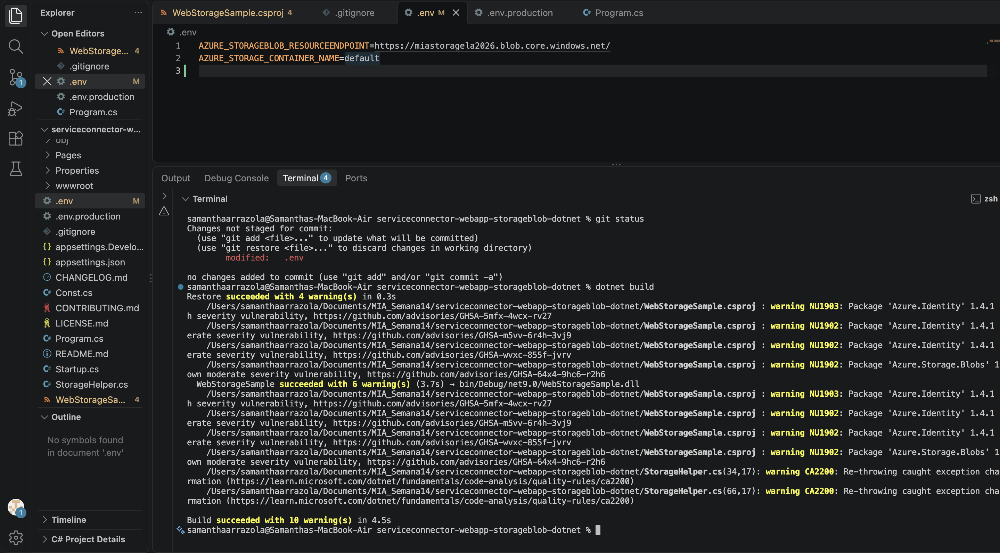 Explorer
Open Editors
WebStorage... 4
.gitignore
.env M
.env.production
Program.cs
serviceconnector-w...
obj
Pages
Properties
wwwroot
.env M
.env.production
.gitignore
appsettings.Develo...
appsettings.json
CHANGELOG.md
Const.cs
CONTRIBUTING.md
LICENSE.md
Program.cs
README.md
Startup.cs
StorageHelper.cs
WebStorageSa... 4
Outline
No symbols found
in document '.env'
Timeline
C# Project Details
1
1
WebStorageSample.csproj 4
.gitignore
.env M
.env.production
Program.cs
.env
1 AZURE_STORAGEBLOB_RESOURCEENDPOINT=https://miastoragela2026.blob.core.windows.net/
2 AZURE_STORAGE_CONTAINER_NAME=default
3
Output Debug Console Terminal 4 Ports
Terminal
zsh
samanthaarrazola@Samanthas-MacBook-Air serviceconnector-webapp-storageblob-dotnet % git status
Changes not staged for commit:
(use "git add <file>..." to update what will be committed)
(use "git restore <file>..." to discard changes in working directory)
modified: .env
no changes added to commit (use "git add" and/or "git commit -a")
samanthaarrazola@Samanthas-MacBook-Air serviceconnector-webapp-storageblob-dotnet % dotnet build
Restore succeeded with 4 warning(s) in 0.3s
/Users/samanthaarrazola/Documents/MIA_Semana14/serviceconnector-webapp-storageblob-dotnet/WebStorageSample.csproj : warning NU1903: Package 'Azure.Identity' 1.4.1
h severity vulnerability, https://github.com/advisories/GHSA-5mfx-4wcx-rv27
/Users/samanthaarrazola/Documents/MIA_Semana14/serviceconnector-webapp-storageblob-dotnet/WebStorageSample.csproj : warning NU1902: Package 'Azure.Identity' 1.4.1
erate severity vulnerability, https://github.com/advisories/GHSA-m5vv-6r4h-3vj9
/Users/samanthaarrazola/Documents/MIA_Semana14/serviceconnector-webapp-storageblob-dotnet/WebStorageSample.csproj : warning NU1902: Package 'Azure.Identity' 1.4.1
erate severity vulnerability, https://github.com/advisories/GHSA-wvxc-855f-jvrv
/Users/samanthaarrazola/Documents/MIA_Semana14/serviceconnector-webapp-storageblob-dotnet/WebStorageSample.csproj : warning NU1902: Package 'Azure.Storage.Blobs' 1
own moderate severity vulnerability, https://github.com/advisories/GHSA-64x4-9hc6-r2h6
WebStorageSample succeeded with 6 warning(s) (3.7s) → bin/Debug/net9.0/WebStorageSample.dll
/Users/samanthaarrazola/Documents/MIA_Semana14/serviceconnector-webapp-storageblob-dotnet/WebStorageSample.csproj : warning NU1903: Package 'Azure.Identity' 1.4.1
h severity vulnerability, https://github.com/advisories/GHSA-5mfx-4wcx-rv27
/Users/samanthaarrazola/Documents/MIA_Semana14/serviceconnector-webapp-storageblob-dotnet/WebStorageSample.csproj : warning NU1902: Package 'Azure.Identity' 1.4.1
erate severity vulnerability, https://github.com/advisories/GHSA-m5vv-6r4h-3vj9
/Users/samanthaarrazola/Documents/MIA_Semana14/serviceconnector-webapp-storageblob-dotnet/WebStorageSample.csproj : warning NU1902: Package 'Azure.Identity' 1.4.1
erate severity vulnerability, https://github.com/advisories/GHSA-wvxc-855f-jvrv
/Users/samanthaarrazola/Documents/MIA_Semana14/serviceconnector-webapp-storageblob-dotnet/WebStorageSample.csproj : warning NU1902: Package 'Azure.Storage.Blobs' 1
own moderate severity vulnerability, https://github.com/advisories/GHSA-64x4-9hc6-r2h6
/Users/samanthaarrazola/Documents/MIA_Semana14/serviceconnector-webapp-storageblob-dotnet/StorageHelper.cs(34,17): warning CA2200: Re-throwing caught exception cha
rmation (https://learn.microsoft.com/dotnet/fundamentals/code-analysis/quality-rules/ca2200)
/Users/samanthaarrazola/Documents/MIA_Semana14/serviceconnector-webapp-storageblob-dotnet/StorageHelper.cs(66,17): warning CA2200: Re-throwing caught exception cha
rmation (https://learn.microsoft.com/dotnet/fundamentals/code-analysis/quality-rules/ca2200)
Build succeeded with 10 warning(s) in 4.5s
samanthaarrazola@Samanthas-MacBook-Air serviceconnector-webapp-storageblob-dotnet %